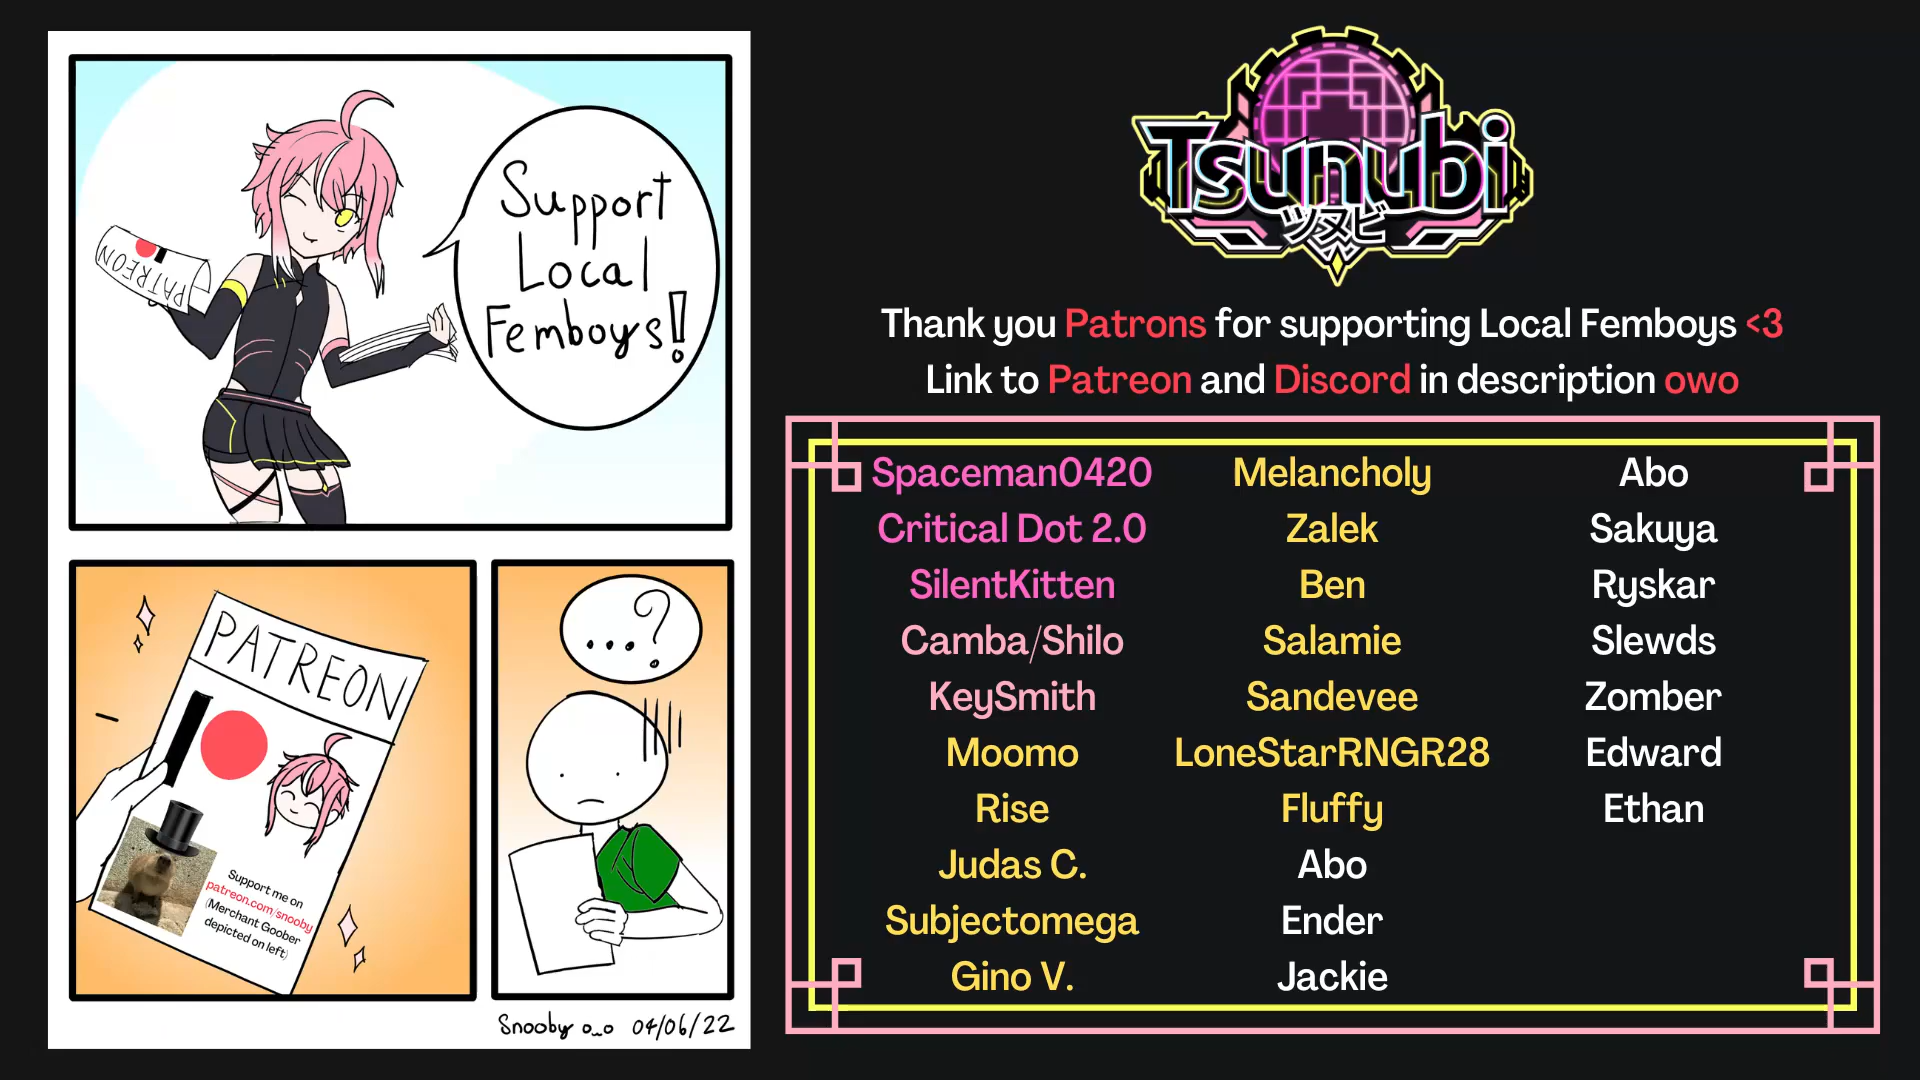 Support
Local
Femboys!
PATREON
PATREON
Support me on
patreon.com/snooby
(Merchant Goober
depicted on left)
...?
Snooby o_o 04/06/22
Tsunubi
ツヌビ
Thank you Patrons for supporting Local Femboys <3
Link to Patreon and Discord in description owo
Spaceman0420
Critical Dot 2.0
SilentKitten
Camba/Shilo
KeySmith
Moomo
Rise
Judas C.
Subjectomega
Gino V.
Melancholy
Zalek
Ben
Salamie
Sandevee
LoneStarRNGR28
Fluffy
Abo
Ender
Jackie
Abo
Sakuya
Ryskar
Slewds
Zomber
Edward
Ethan